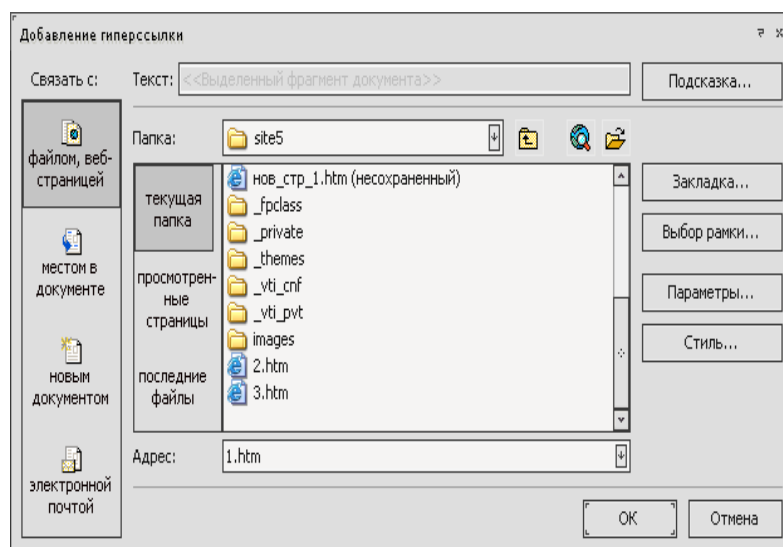 Добавление гиперссылки
Связать с:
Текст:
<<Выделенный фрагмент документа>>
Подсказка...
файлом, веб-
страницей
местом в
документе
новым
документом
электронной
почтой
Папка:
site5
текущая
папка
просмотрен-
ные
страницы
последние
файлы
нов_стр_1.htm (несохраненный)
_fpclass
_private
_themes
_vti_cnf
_vti_pvt
images
2.htm
3.htm
Закладка...
Выбор рамки...
Параметры...
Стиль...
Адрес:
1.htm
ОК
Отмена